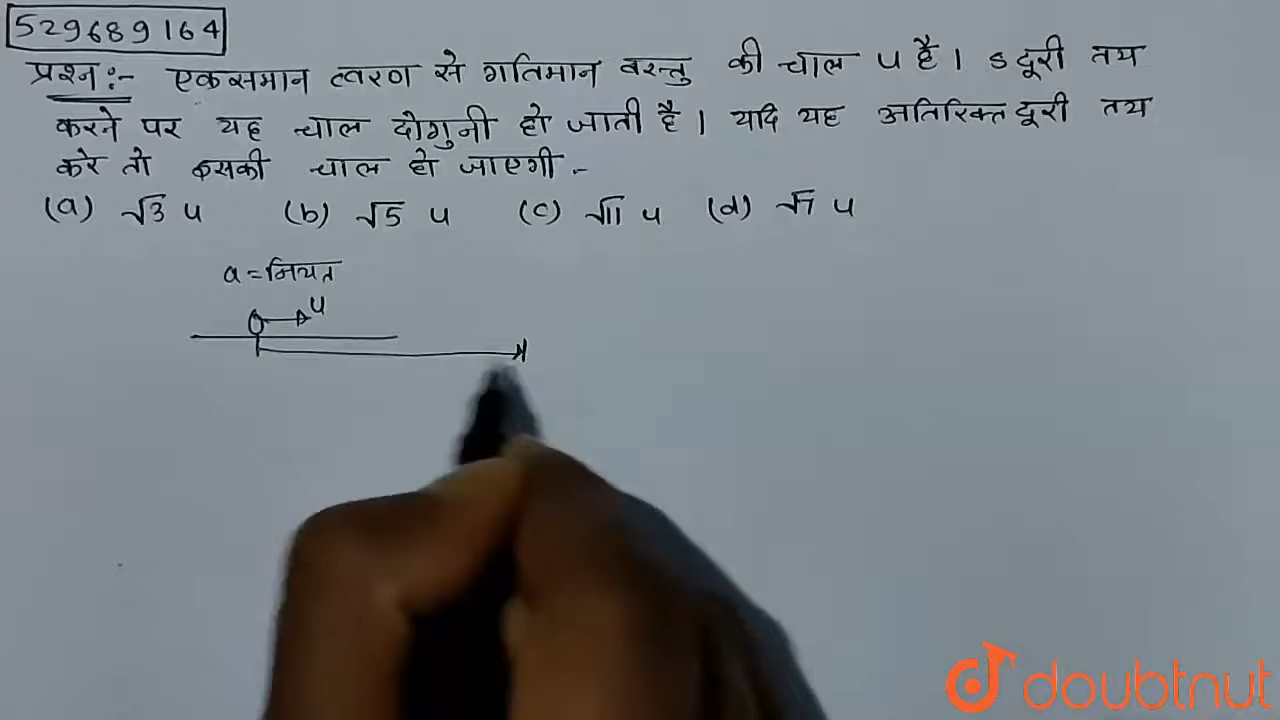 529689164
प्रश्न:- एकसमान त्वरण से गतिमान वस्तु की चाल u है। s दूरी तय
करने पर यह चाल दोगुनी हो जाती है। यदि यह अतिरिक्त दूरी तय
करे तो इसकी चाल हो जाएगी :-
(a) √3 u (b) √5 u (c) √11 u (d) √7 u
a = नियत
u
doubtnut